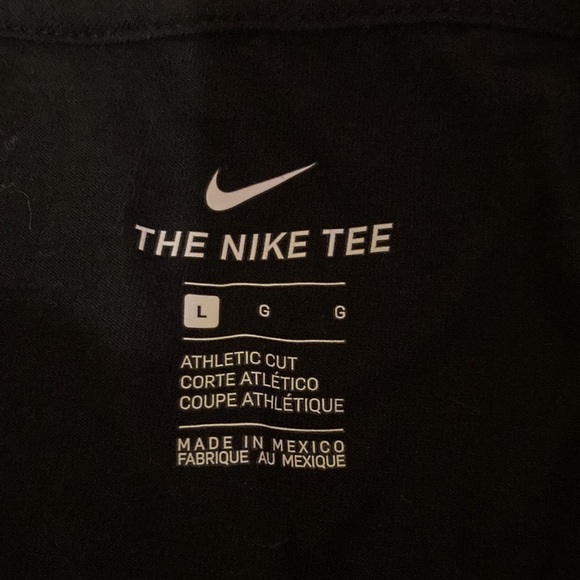 THE NIKE TEE
L G G
ATHLETIC CUT
CORTE ATLÉTICO
COUPE ATHLÉTIQUE
MADE IN MEXICO
FABRIQUE AU MEXIQUE